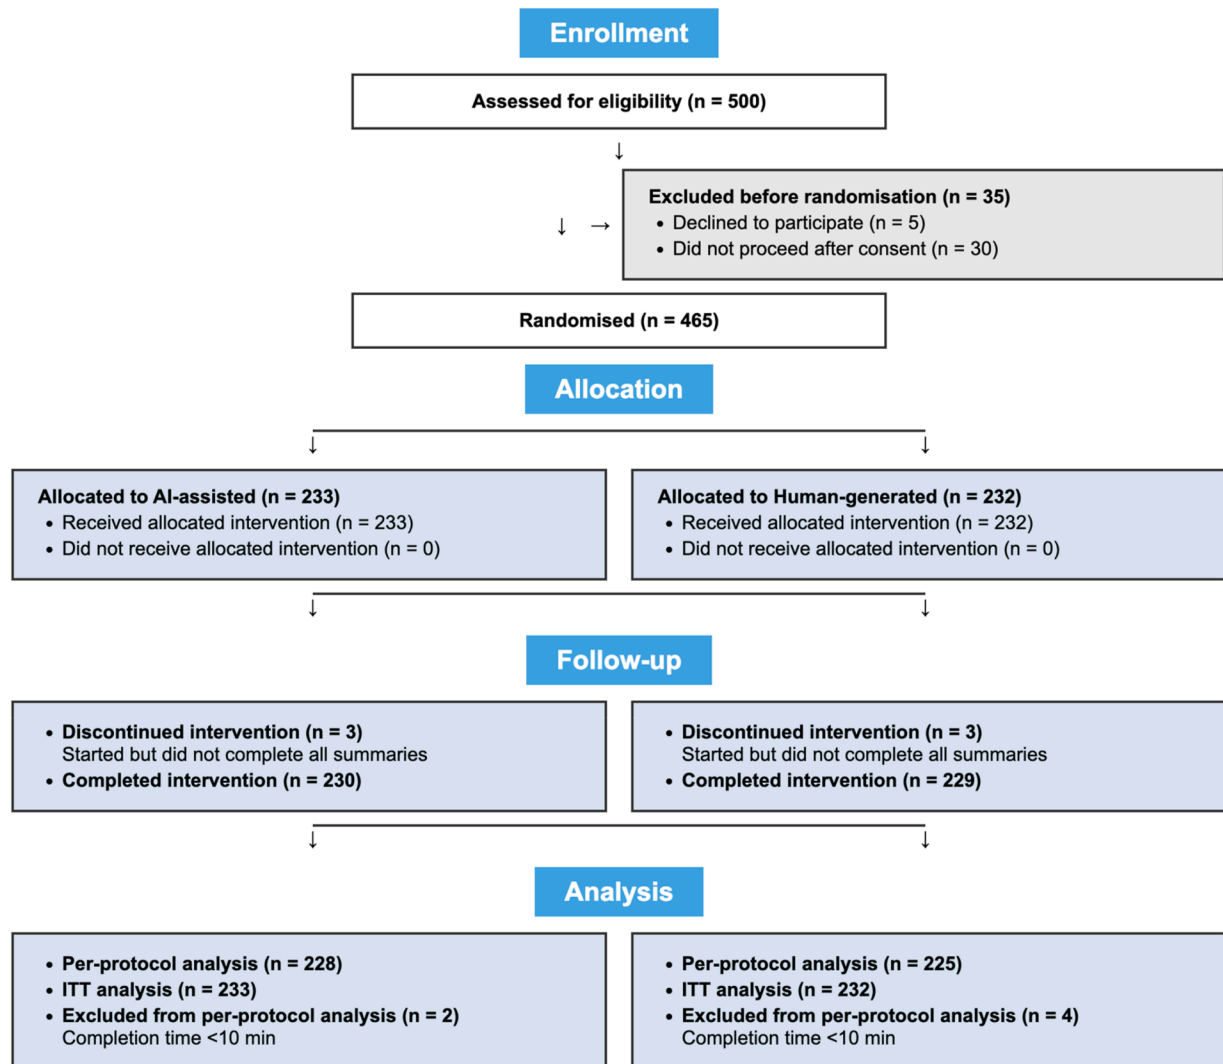 Enrollment
Assessed for eligibility (n = 500)
↓
Excluded before randomisation (n = 35)
• Declined to participate (n = 5)
↓ →
• Did not proceed after consent (n = 30)
Randomised (n = 465)
Allocation
↓ ↓
Allocated to AI-assisted (n = 233)
• Received allocated intervention (n = 233)
• Did not receive allocated intervention (n = 0)
Allocated to Human-generated (n = 232)
• Received allocated intervention (n = 232)
• Did not receive allocated intervention (n = 0)
↓ ↓
Follow-up
• Discontinued intervention (n = 3)
Started but did not complete all summaries
• Completed intervention (n = 230)
• Discontinued intervention (n = 3)
Started but did not complete all summaries
• Completed intervention (n = 229)
↓ ↓
Analysis
• Per-protocol analysis (n = 228)
• ITT analysis (n = 233)
• Excluded from per-protocol analysis (n = 2)
Completion time <10 min
• Per-protocol analysis (n = 225)
• ITT analysis (n = 232)
• Excluded from per-protocol analysis (n = 4)
Completion time <10 min